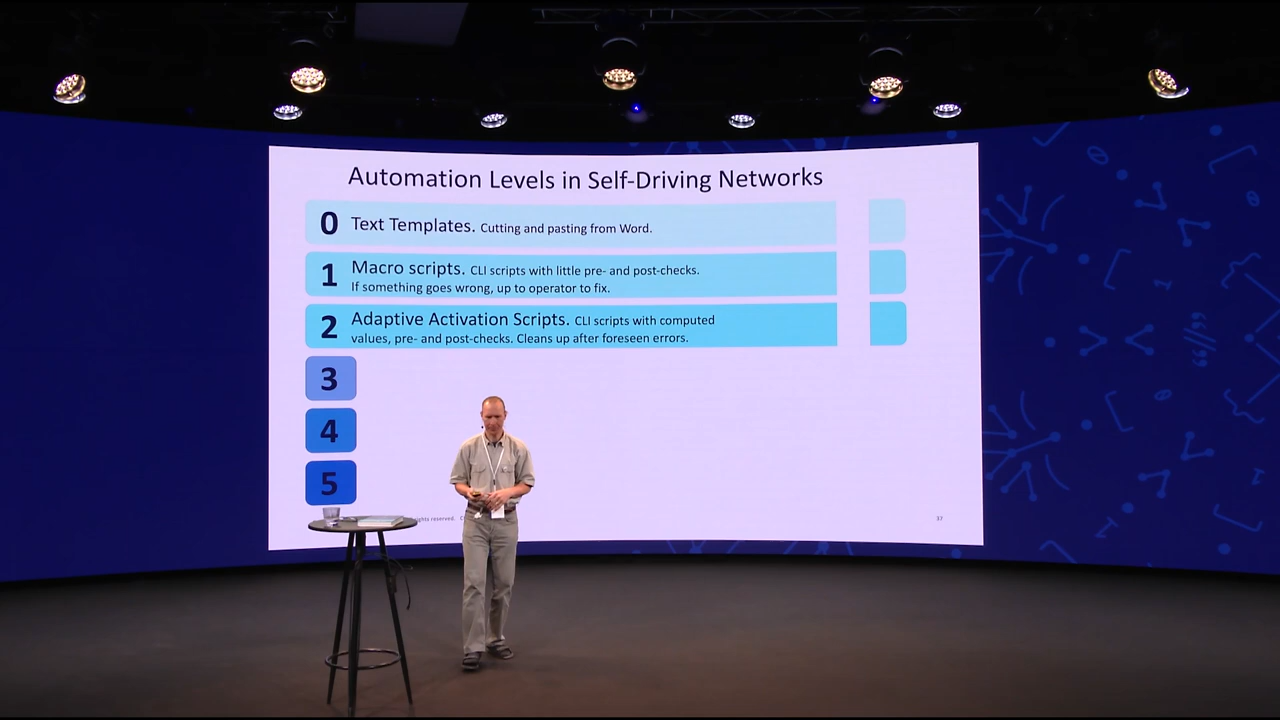 Automation Levels in Self-Driving Networks
0 Text Templates. Cutting and pasting from Word.
1 Macro scripts. CLI scripts with little pre- and post-checks.
If something goes wrong, up to operator to fix.
2 Adaptive Activation Scripts. CLI scripts with computed
values, pre- and post-checks. Cleans up after foreseen errors.
3
4
5
reserved.
37